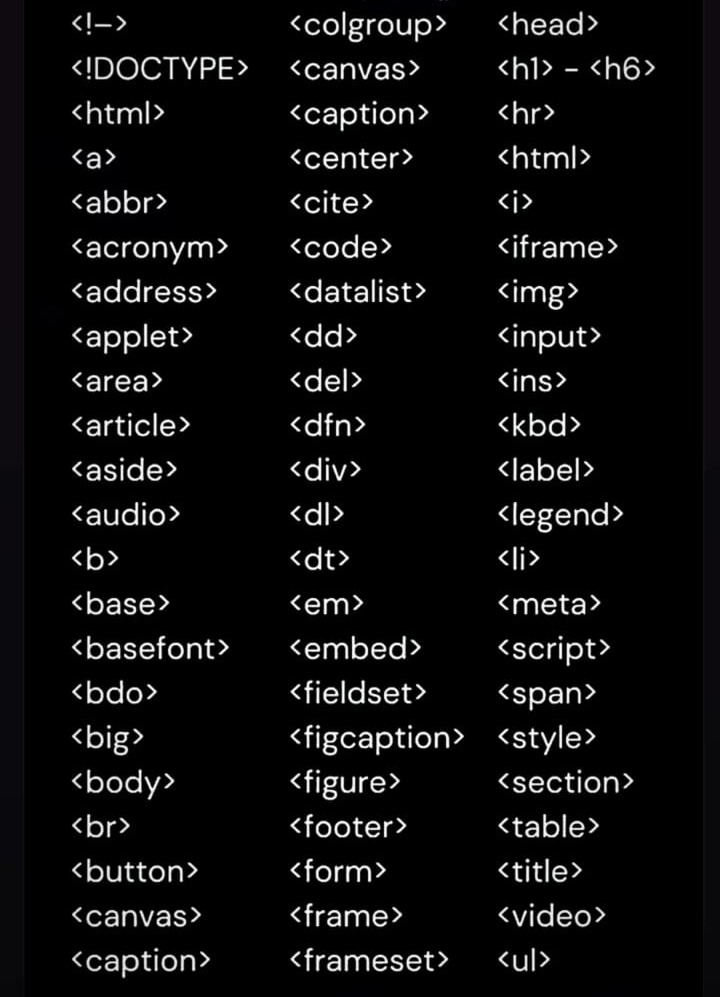 <!–>
<!DOCTYPE>
<html>
<a>
<abbr>
<acronym>
<address>
<applet>
<area>
<article>
<aside>
<audio>
<b>
<base>
<basefont>
<bdo>
<big>
<body>
<br>
<button>
<canvas>
<caption>
<colgroup>
<canvas>
<caption>
<center>
<cite>
<code>
<datalist>
<dd>
<del>
<dfn>
<div>
<dl>
<dt>
<em>
<embed>
<fieldset>
<figcaption>
<figure>
<footer>
<form>
<frame>
<frameset>
<head>
<h1> – <h6>
<hr>
<html>
<i>
<iframe>
<img>
<input>
<ins>
<kbd>
<label>
<legend>
<li>
<meta>
<script>
<span>
<style>
<section>
<table>
<title>
<video>
<ul>